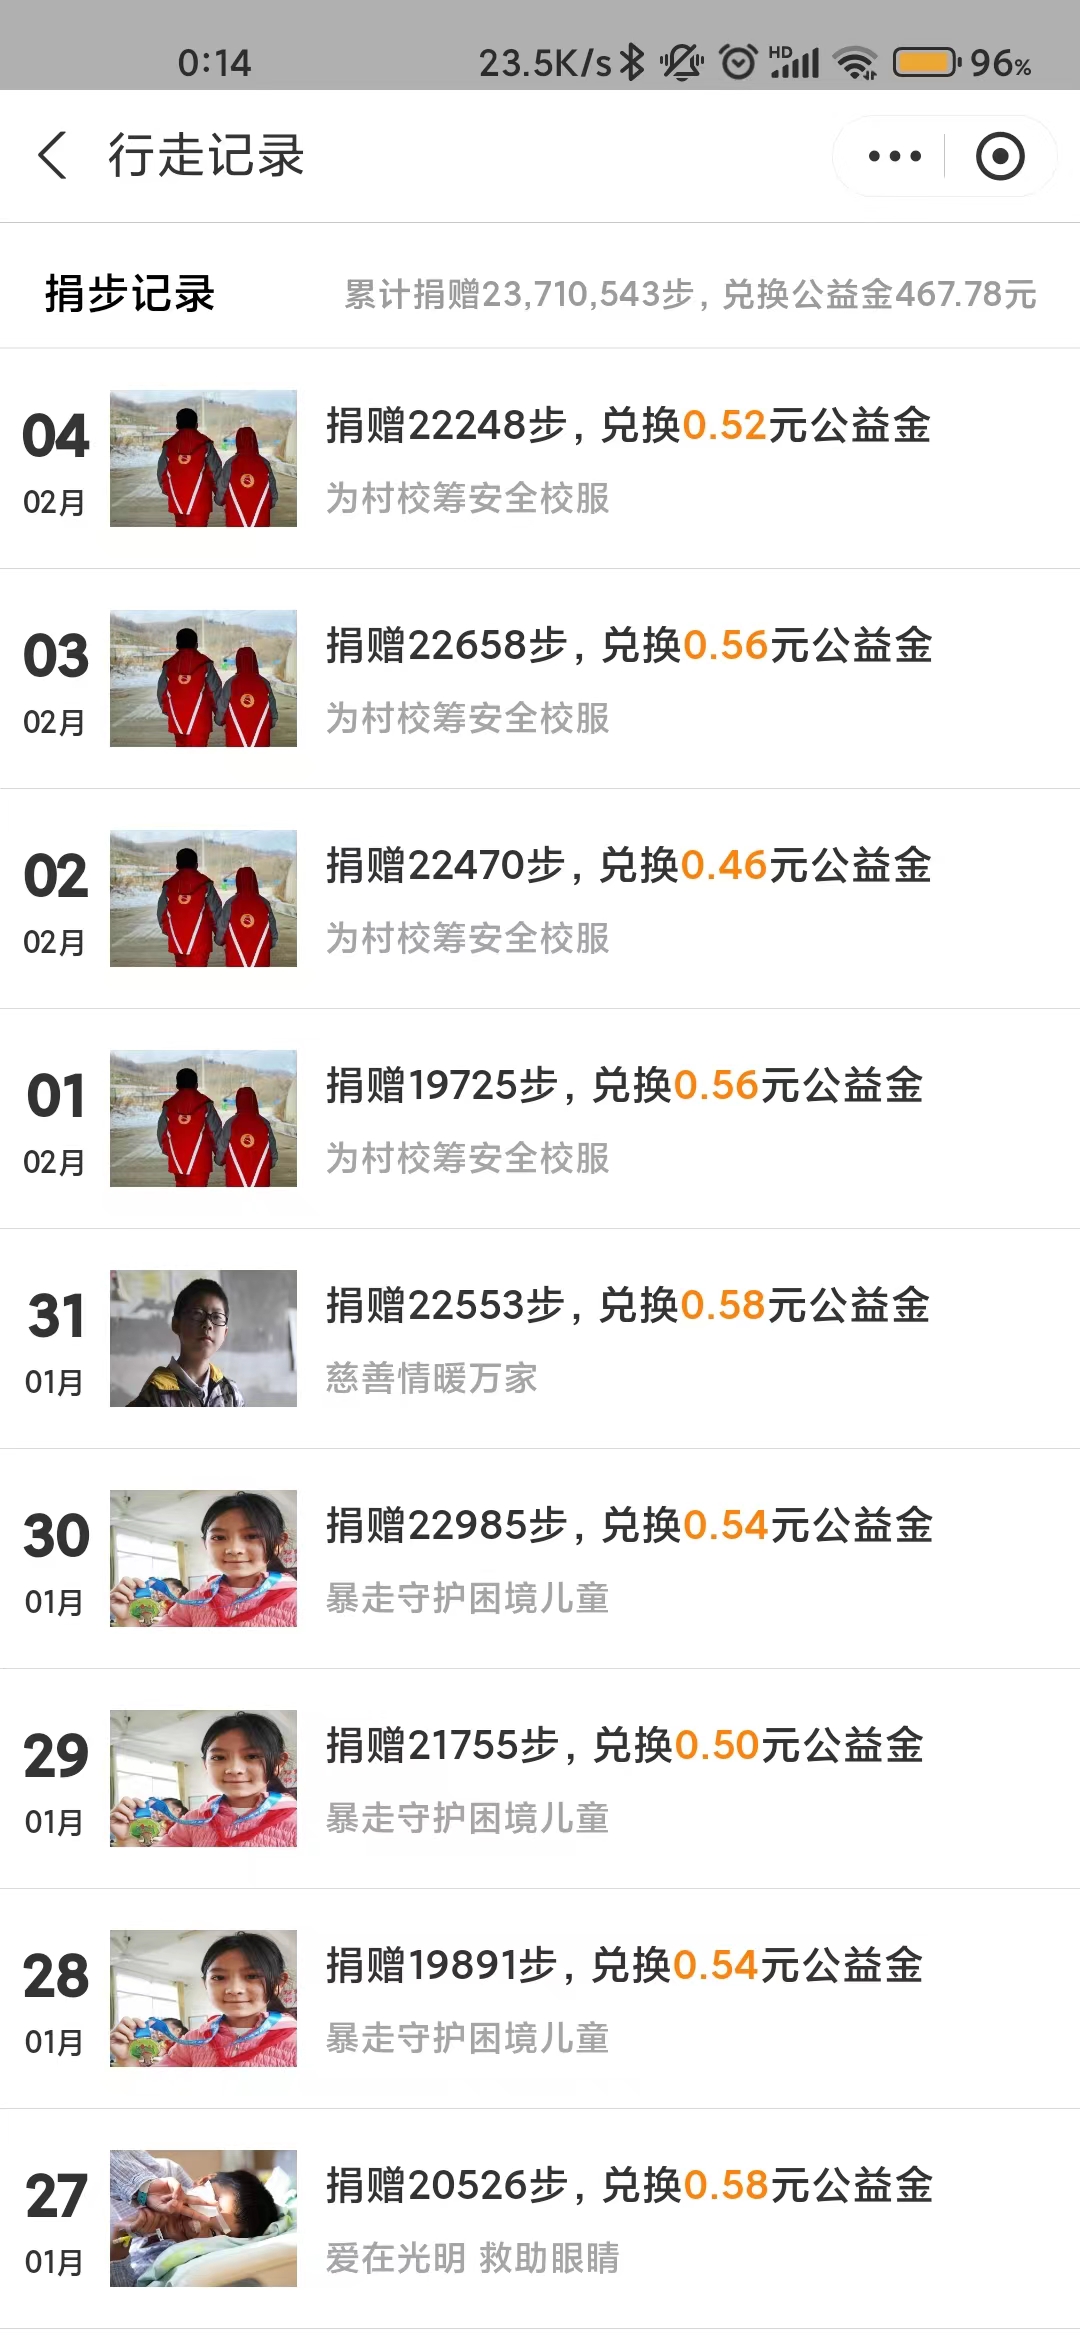 0:14 23.5K/s HD 96%
行走记录
捐步记录 累计捐赠23,710,543步, 兑换公益金467.78元
04 捐赠22248步, 兑换0.52元公益金
02月 为村校筹安全校服
03 捐赠22658步, 兑换0.56元公益金
02月 为村校筹安全校服
02 捐赠22470步, 兑换0.46元公益金
02月 为村校筹安全校服
01 捐赠19725步, 兑换0.56元公益金
02月 为村校筹安全校服
31 捐赠22553步, 兑换0.58元公益金
01月 慈善情暖万家
30 捐赠22985步, 兑换0.54元公益金
01月 暴走守护困境儿童
29 捐赠21755步, 兑换0.50元公益金
01月 暴走守护困境儿童
28 捐赠19891步, 兑换0.54元公益金
01月 暴走守护困境儿童
27 捐赠20526步, 兑换0.58元公益金
01月 爱在光明 救助眼睛